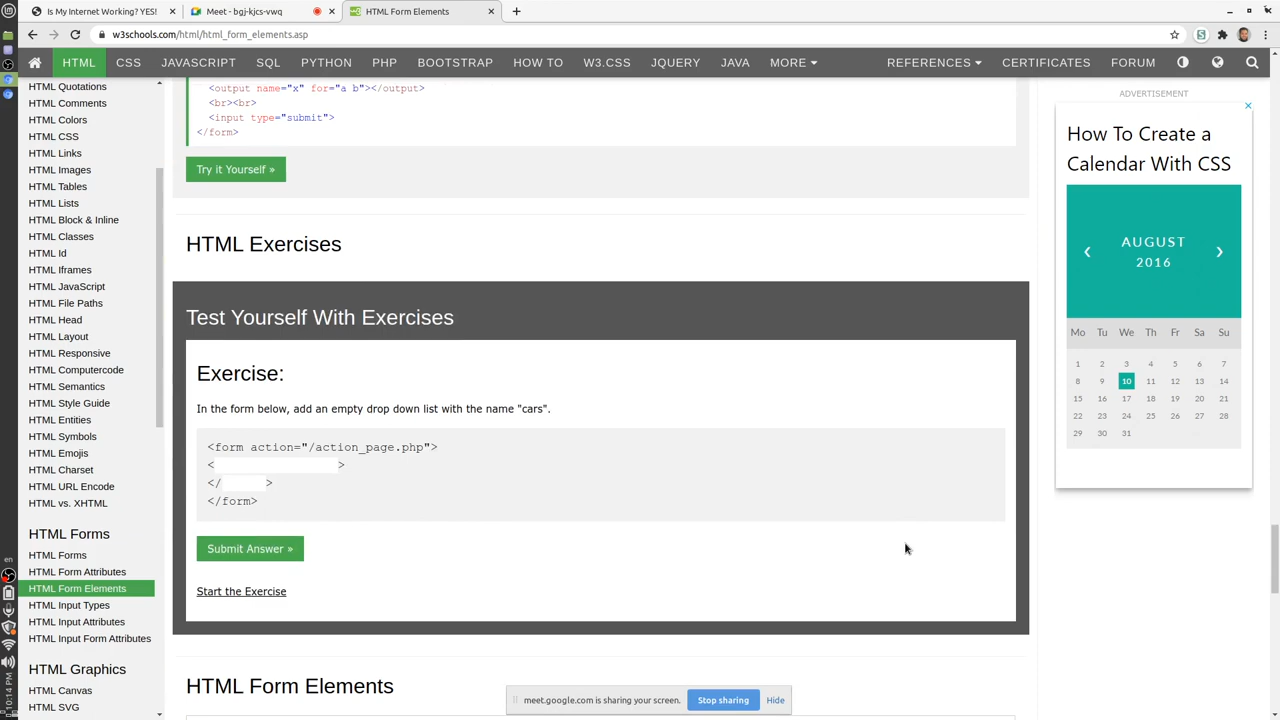 Is My Internet Working? YES!
Meet - bgj-kjcs-vwq
HTML Form Elements
w3schools.com/html/html_form_elements.asp
HTML CSS JAVASCRIPT SQL PYTHON PHP BOOTSTRAP HOW TO W3.CSS JQUERY JAVA MORE REFERENCES CERTIFICATES FORUM
HTML Quotations
HTML Comments
HTML Colors
HTML CSS
HTML Links
HTML Images
HTML Tables
HTML Lists
HTML Block & Inline
HTML Classes
HTML Id
HTML Iframes
HTML JavaScript
HTML File Paths
HTML Head
HTML Layout
HTML Responsive
HTML Computercode
HTML Semantics
HTML Style Guide
HTML Entities
HTML Symbols
HTML Emojis
HTML Charset
HTML URL Encode
HTML vs. XHTML
HTML Forms
HTML Forms
HTML Form Attributes
HTML Form Elements
HTML Input Types
HTML Input Attributes
HTML Input Form Attributes
HTML Graphics
HTML Canvas
HTML SVG
<output name="x" for="a b"></output>
<br><br>
<input type="submit">
</form>
Try it Yourself »
HTML Exercises
Test Yourself With Exercises
Exercise:
In the form below, add an empty drop down list with the name "cars".
<form action="/action_page.php">
< >
</ >
</form>
Submit Answer »
Start the Exercise
HTML Form Elements
ADVERTISEMENT
How To Create a
Calendar With CSS
AUGUST
2016
Mo Tu We Th Fr Sa Su
1 2 3 4 5 6 7
8 9 10 11 12 13 14
15 16 17 18 19 20 21
22 23 24 25 26 27 28
29 30 31
meet.google.com is sharing your screen. Stop sharing Hide
en
10:14 PM